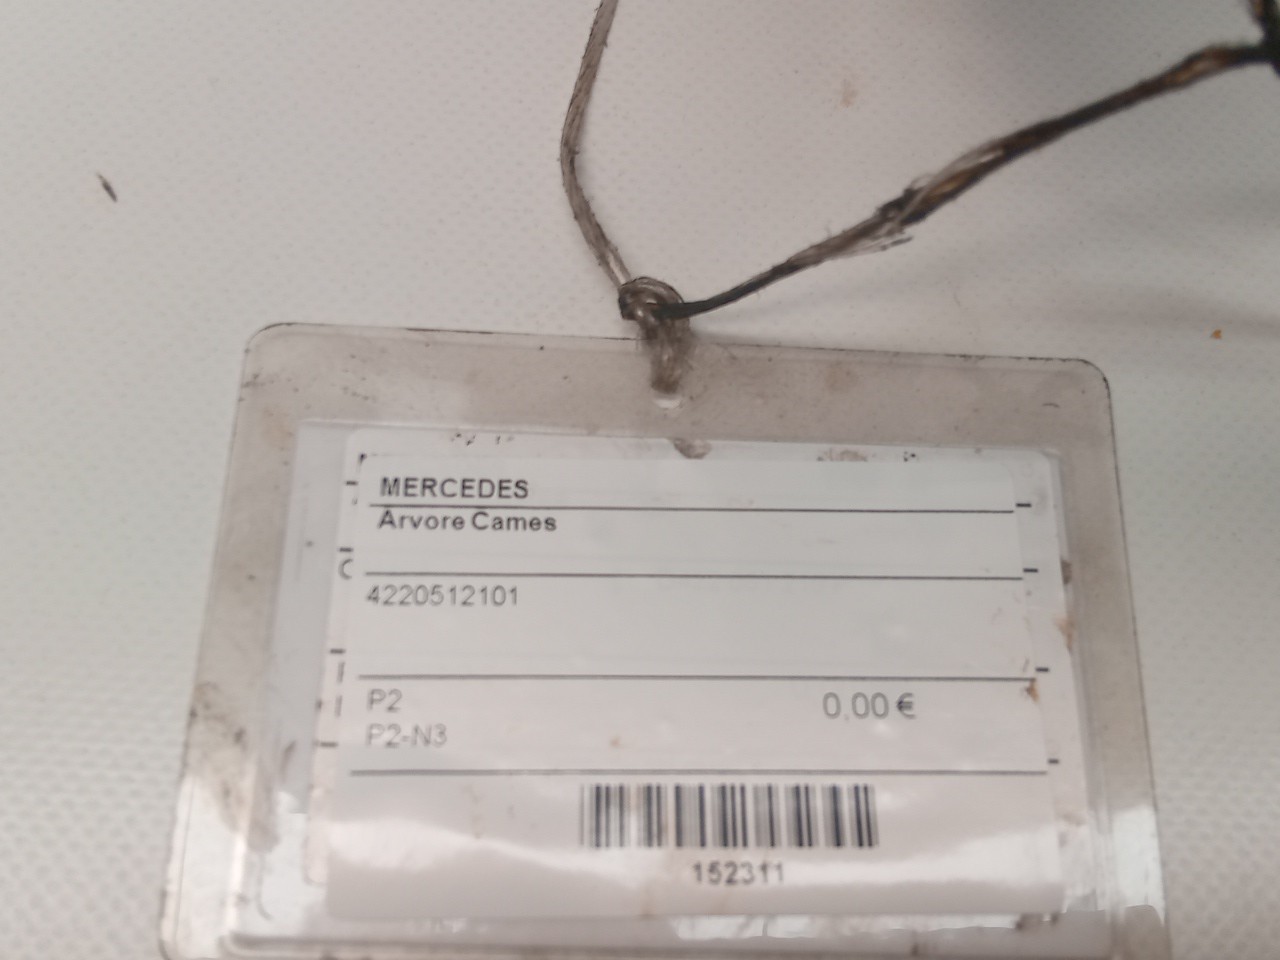 MERCEDES
Arvore Cames
4220512101
P2
0,00 €
P2-N3
152311